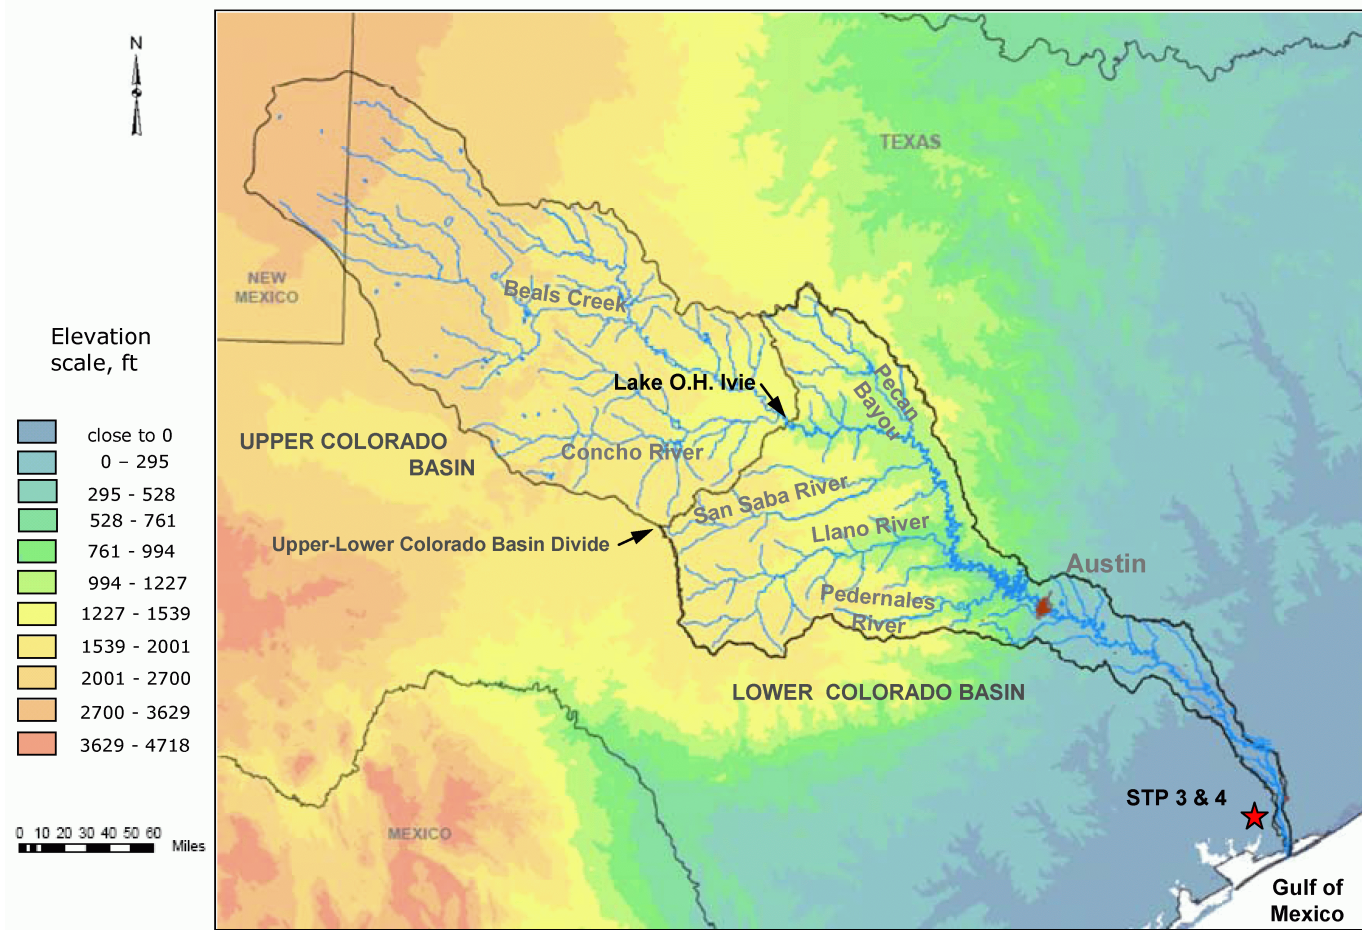 N
TEXAS
NEW
MEXICO
Beals Creek
Elevation
scale, ft
Lake O.H. Ivie
Pecan
Bayou
close to 0
0 – 295
295 - 528
528 - 761
761 - 994
994 - 1227
1227 - 1539
1539 - 2001
2001 - 2700
2700 - 3629
3629 - 4718
UPPER COLORADO
BASIN
Concho River
San Saba River
Llano River
Upper-Lower Colorado Basin Divide
Austin
Pedernales
River
LOWER COLORADO BASIN
STP 3 & 4
MEXICO
0 10 20 30 40 50 60
Miles
Gulf of
Mexico